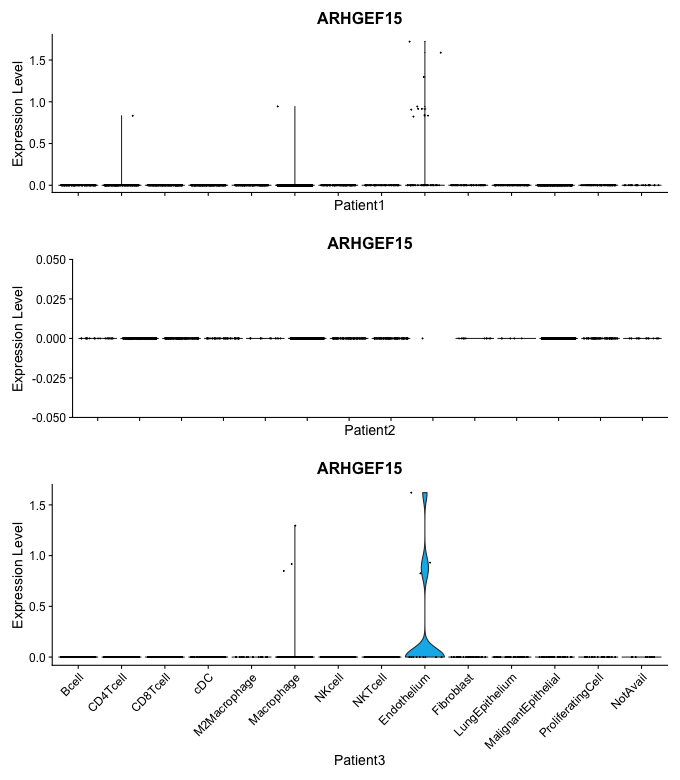 ARHGEF15
Expression Level
1.5
1.0
0.5
0.0
Patient1
ARHGEF15
Expression Level
0.050
0.025
0.000
-0.025
-0.050
Patient2
ARHGEF15
Expression Level
1.5
1.0
0.5
0.0
Bcell
CD4Tcell
CD8Tcell
cDC
M2Macrophage
Macrophage
NKcell
NKTcell
Endothelium
Fibroblast
LungEpithelium
MalignantEpithelial
ProliferatingCell
NotAvail
Patient3